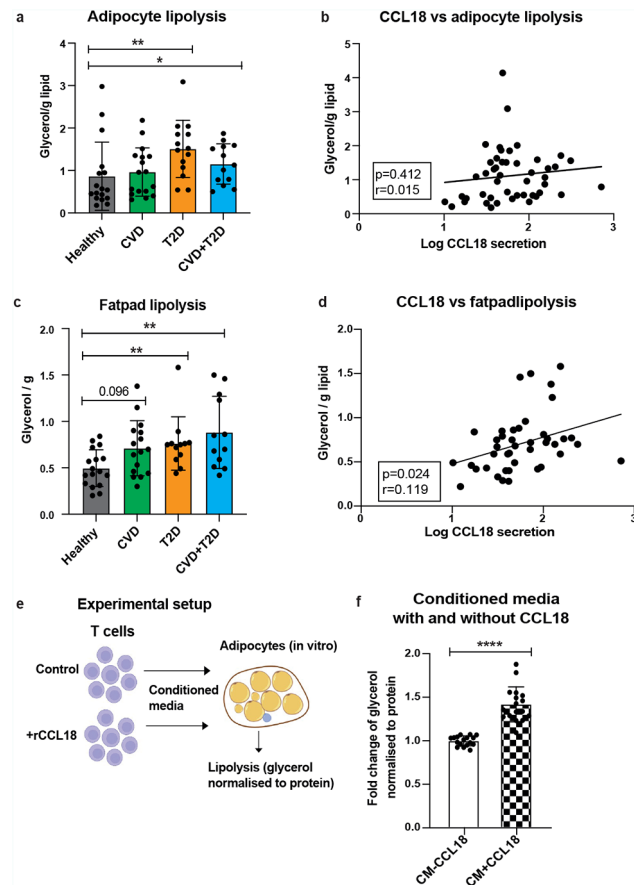 a
Adipocyte lipolysis
**
*
Glycerol/g lipid
4
3
2
1
0
Healthy
CVD
T2D
CVD+T2D
b
CCL18 vs adipocyte lipolysis
Glycerol/g lipid
5
4
3
2
1
0
p=0.412
r=0.015
0
1
2
3
Log CCL18 secretion
c
Fatpad lipolysis
**
**
0.096
Glycerol / g
2.0
1.5
1.0
0.5
0.0
Healthy
CVD
T2D
CVD+T2D
d
CCL18 vs fatpadlipolysis
Glycerol / g lipid
2.0
1.5
1.0
0.5
0.0
p=0.024
r=0.119
0
1
2
3
Log CCL18 secretion
e
Experimental setup
T cells
Control
+rCCL18
Conditioned
media
Adipocytes (in vitro)
Lipolysis (glycerol
normalised to protein)
f
Conditioned media
with and without CCL18
****
Fold change of glycerol
normalised to protein
2.0
1.5
1.0
0.5
0.0
CM-CCL18
CM+CCL18